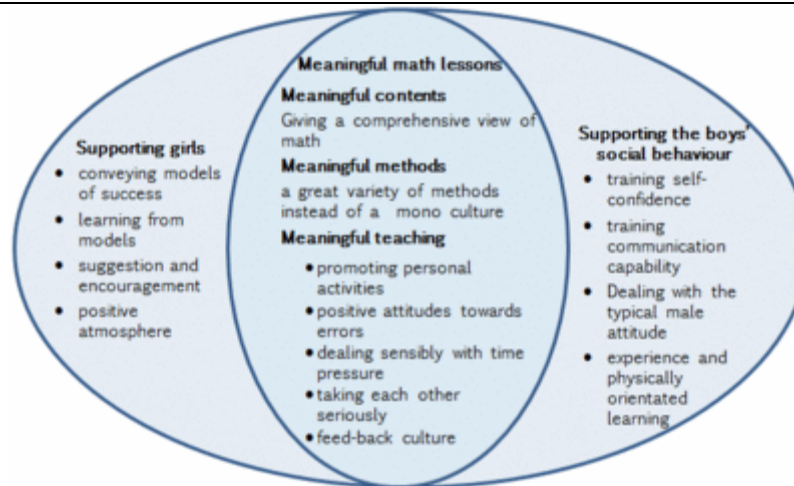 Supporting girls
• conveying models
of success
• learning from
models
• suggestion and
encouragement
• positive
atmosphere
Meaningful math lessons
Meaningful contents
Giving a comprehensive view of
math
Meaningful methods
a great variety of methods
instead of a mono culture
Meaningful teaching
• promoting personal
activities
• positive attitudes towards
errors
• dealing sensibly with time
pressure
• taking each other
seriously
• feed-back culture
Supporting the boys'
social behaviour
• training self-
confidence
• training
communication
capability
• Dealing with the
typical male
attitude
• experience and
physically
orientated
learning